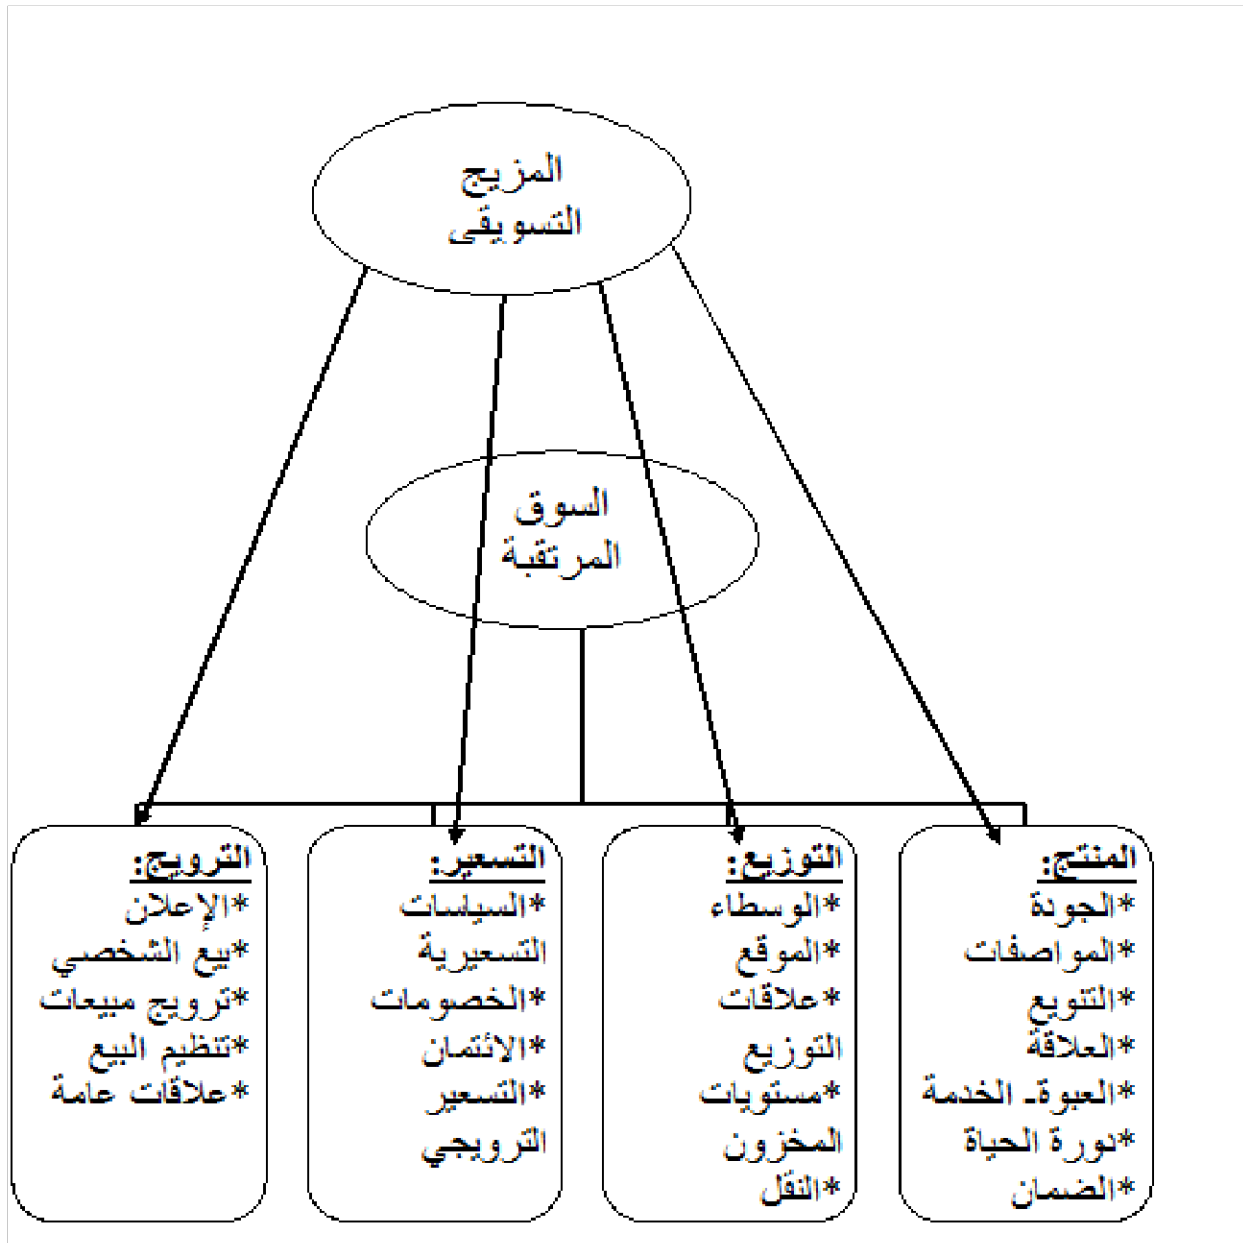 المزيج
التسويقى
السوق
المرتقبة
المنتج:
*الجودة
*المواصفات
*التنويع
*العلاقة
*العبوة- الخدمة
*دورة الحياة
*الضمان
التوزيع:
*الوسطاء
*الموقع
*علاقات
التوزيع
*مستويات
المخزون
*النقل
التسعير:
*السياسات
التسعيرية
*الخصومات
*الائتمان
*التسعير
الترويجي
الترويج:
*الإعلان
*بيع الشخصي
*ترويج مبيعات
*تنظيم البيع
*علاقات عامة